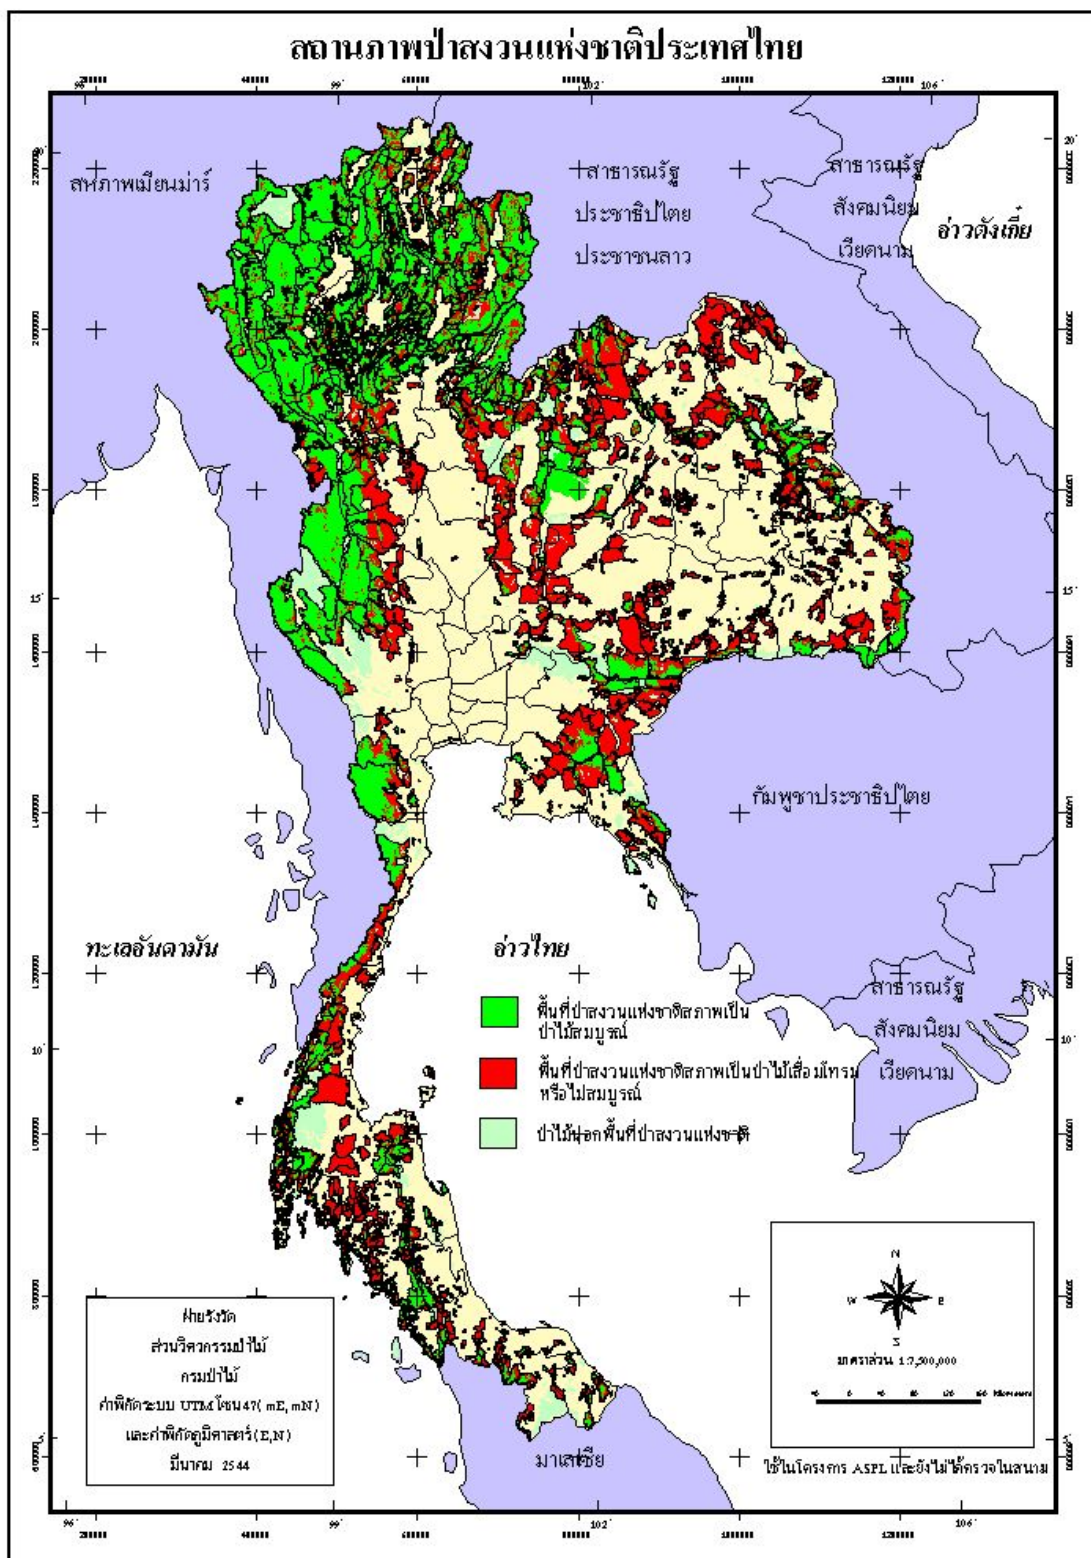 สถานภาพป่าสงวนแห่งชาติประเทศไทย
สหภาพเมียนม่าร์
สาธารณรัฐ
ประชาธิปไตย
ประชาชนลาว
สาธารณรัฐ
สังคมนิยม
เวียดนาม
อ่าวตังเกี๋ย
กัมพูชาประชาธิปไตย
ทะเลอันดามัน
อ่าวไทย
พื้นที่ป่าสงวนแห่งชาติสภาพเป็น
ป่าไม้สมบูรณ์
พื้นที่ป่าสงวนแห่งชาติสภาพเป็นป่าไม้เสื่อมโทรม
หรือไม่สมบูรณ์
ป่าไม้นอกพื้นที่ป่าสงวนแห่งชาติ
สาธารณรัฐ
สังคมนิยม
เวียดนาม
ฝ่ายรังวัด
ส่วนวิศวกรรมป่าไม้
กรมป่าไม้
ค่าพิกัดระบบ UTM โซน 47( mE, mN)
และค่าพิกัดภูมิศาสตร์(E,N)
มีนาคม 2544
มาเลเซีย
N
W
E
S
มาตราส่วน 1:7,500,000
ใช้ในโครงการ ASPL และยังไม่ได้ตรวจในสนาม